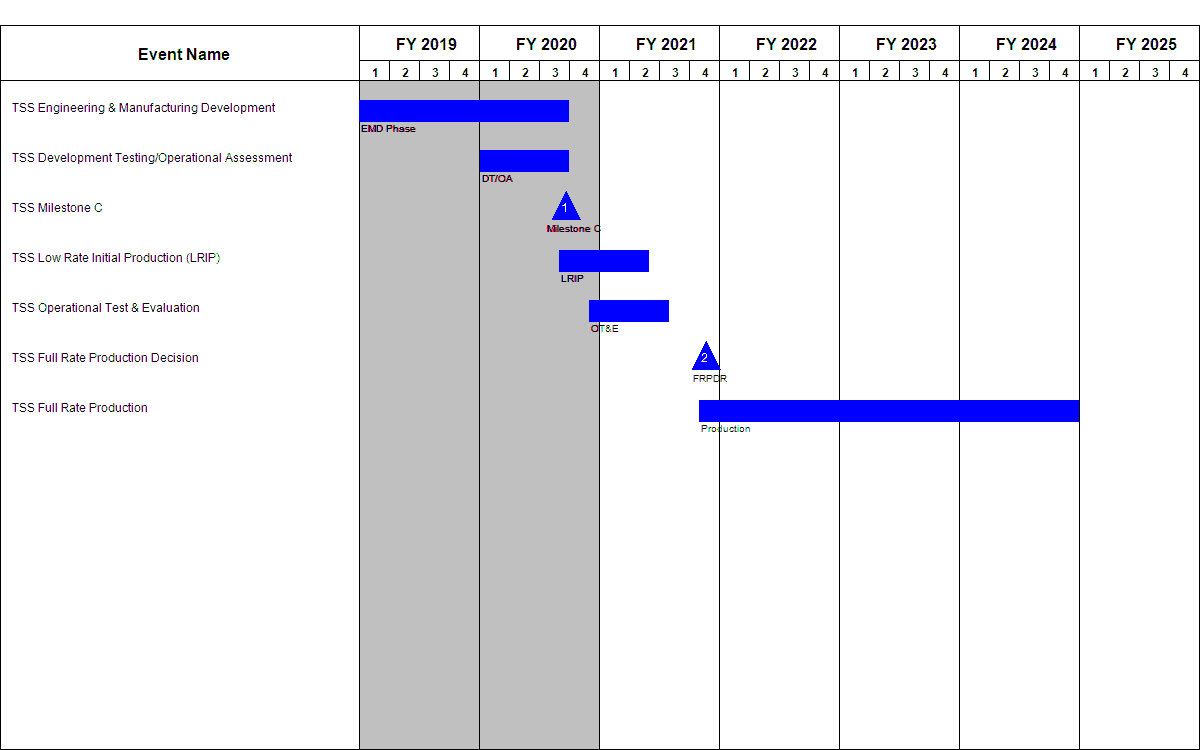 Event Name
FY 2019 FY 2020 FY 2021 FY 2022 FY 2023 FY 2024 FY 2025
1 2 3 4 1 2 3 4 1 2 3 4 1 2 3 4 1 2 3 4 1 2 3 4 1 2 3 4
TSS Engineering & Manufacturing Development
EMD Phase
TSS Development Testing/Operational Assessment
DT/OA
TSS Milestone C
1
Milestone C
TSS Low Rate Initial Production (LRIP)
LRIP
TSS Operational Test & Evaluation
OT&E
TSS Full Rate Production Decision
2
FRPDR
TSS Full Rate Production
Production